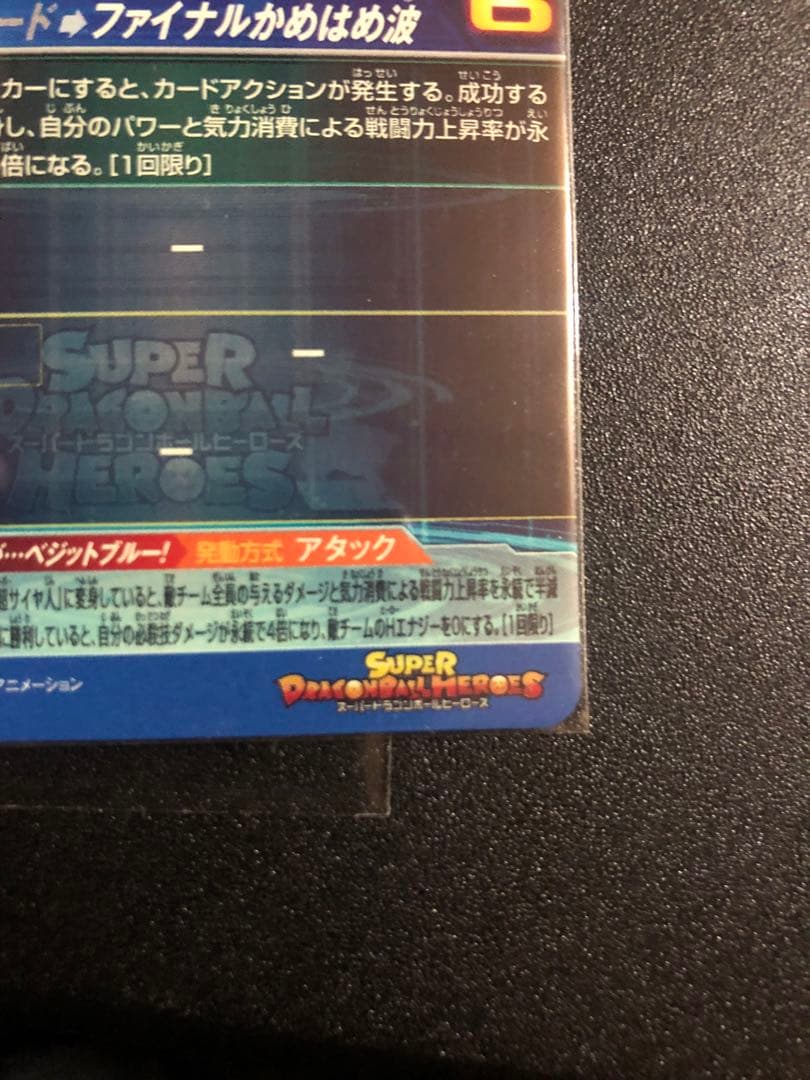 ード➡ファイナルかめはめ波
6
カーにすると、カードアクションが発生する。成功する
し、自分のパワーと気力消費による戦闘力上昇率が永
倍になる。[1回限り]
SUPER
DRAGONBALL
スーパードラゴンボールヒーローズ
HEROES
…ベジットブルー! 発動方式 アタック
超サイヤ人]に変身していると、敵チーム全員の与えるダメージと気力消費による戦闘力上昇率を永続で半減
に勝利していると、自分の必殺技ダメージが永続で4倍になり、敵チームのHエナジーを0にする。[1回限り]
アニメーション
SUPER
DRAGONBALL HEROES
スーパードラゴンボールヒーローズ